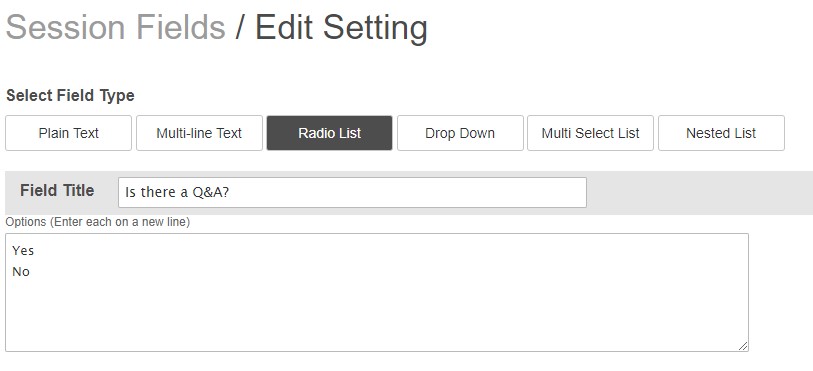 Session Fields / Edit Setting
Select Field Type
Plain Text Multi-line Text Radio List Drop Down Multi Select List Nested List
Field Title Is there a Q&A?
Options (Enter each on a new line)
Yes
No